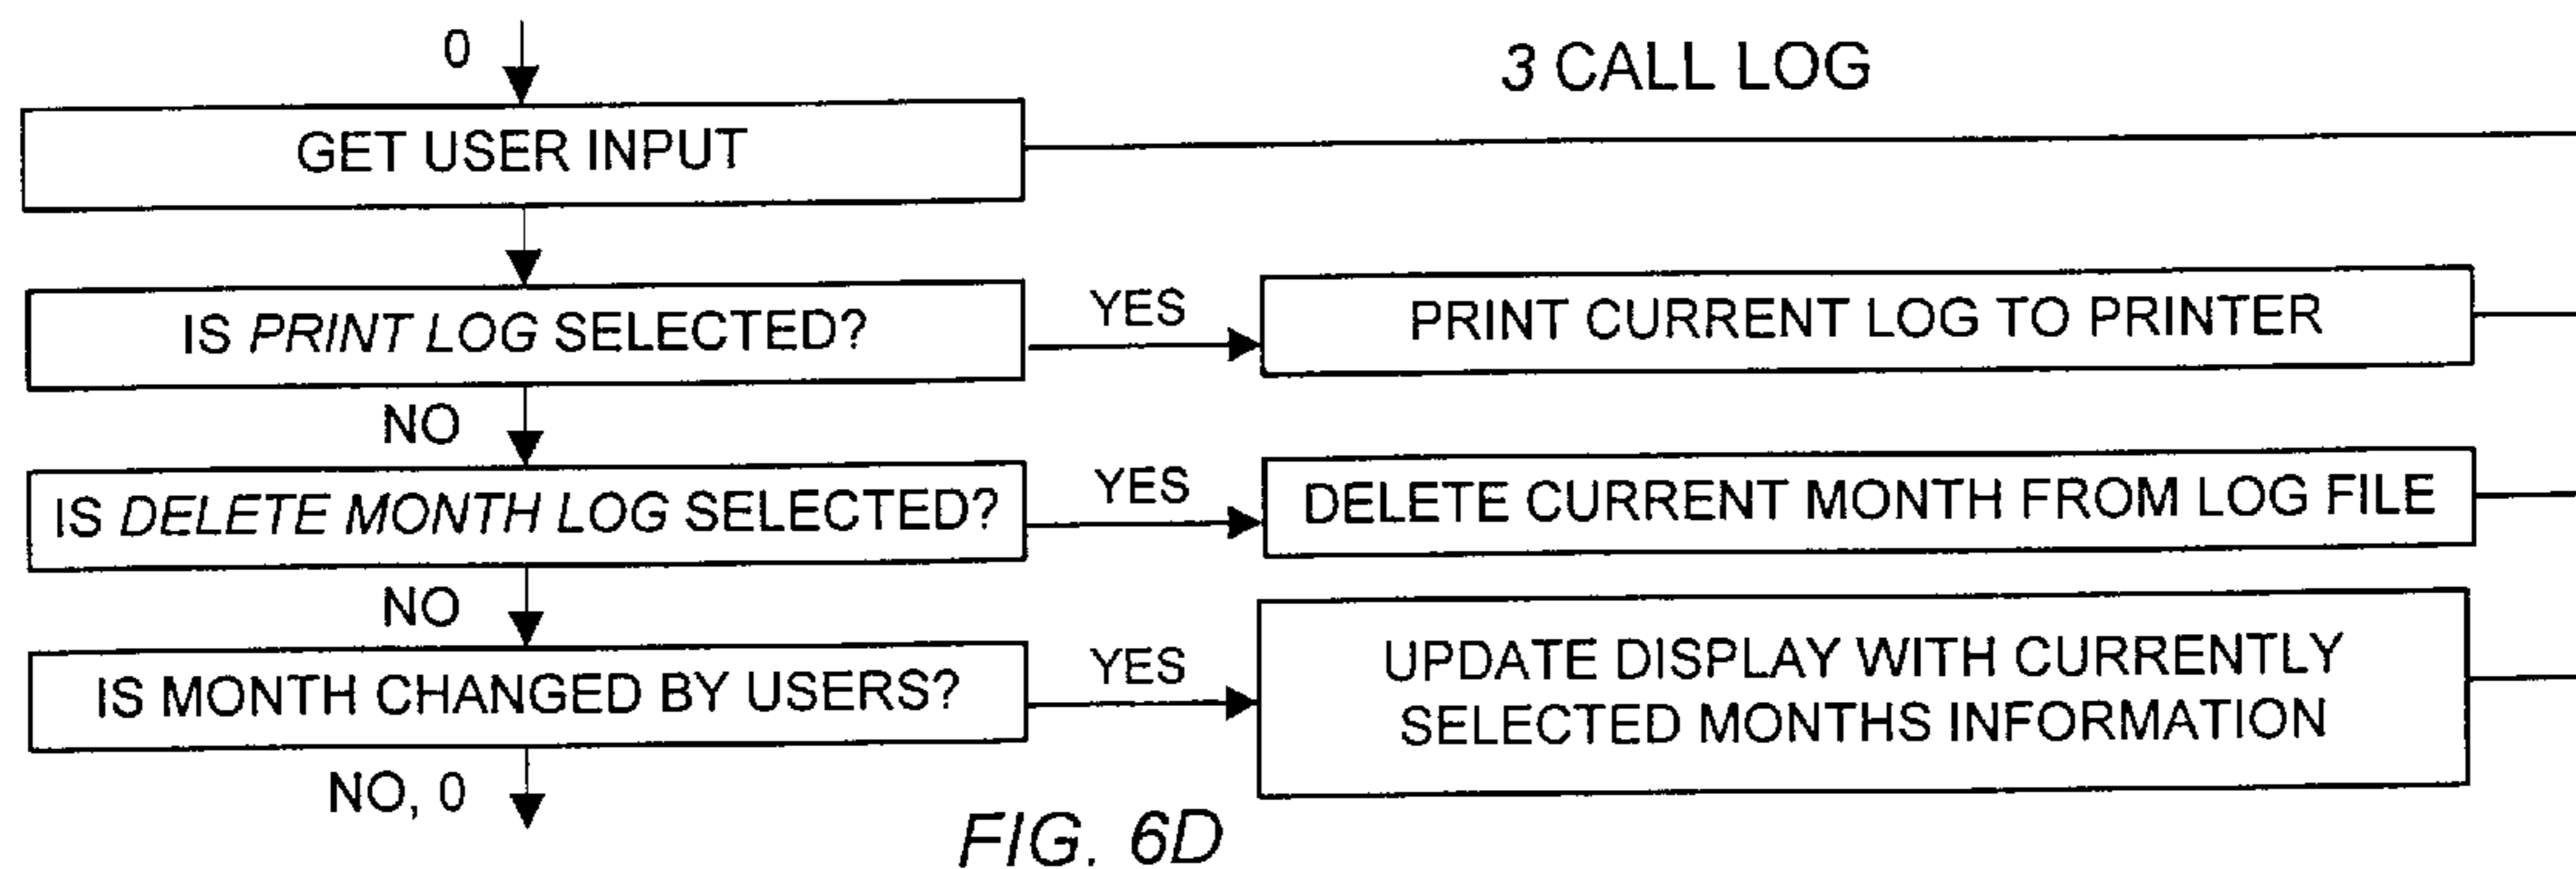 0
3 CALL LOG
GET USER INPUT
IS PRINT LOG SELECTED?
YES
PRINT CURRENT LOG TO PRINTER
NO
IS DELETE MONTH LOG SELECTED?
YES
DELETE CURRENT MONTH FROM LOG FILE
NO
IS MONTH CHANGED BY USERS?
YES
UPDATE DISPLAY WITH CURRENTLY
SELECTED MONTHS INFORMATION
NO, 0
FIG. 6D